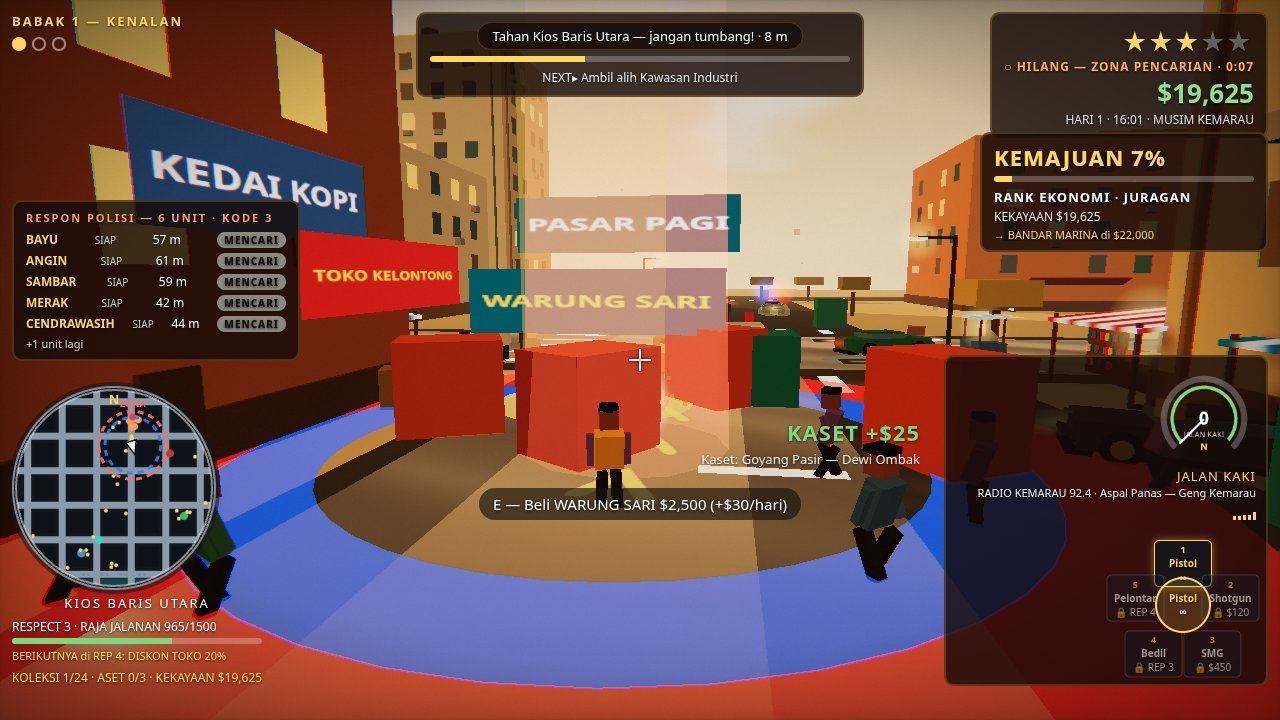 BABAK 1 — KENALAN
Tahan Kios Baris Utara — jangan tumbang! · 8 m
NEXT▸ Ambil alih Kawasan Industri
★★★★★
○ HILANG — ZONA PENCARIAN · 0:07
$19,625
HARI 1 · 16:01 · MUSIM KEMARAU
KEMAJUAN 7%
RANK EKONOMI · JURAGAN
KEKAYAAN $19,625
→ BANDAR MARINA di $22,000
KEDAI KOPI
TOKO KELONTONG
PASAR PAGI
WARUNG SARI
RESPON POLISI — 6 UNIT · KODE 3
BAYU SIAP 57 m MENCARI
ANGIN SIAP 61 m MENCARI
SAMBAR SIAP 59 m MENCARI
MERAK SIAP 42 m MENCARI
CENDRAWASIH SIAP 44 m MENCARI
+1 unit lagi
N
KASET +$25
Kaset: Goyang Pasir — Dewi Ombak
E — Beli WARUNG SARI $2,500 (+$30/hari)
0
JALAN KAKI
N
JALAN KAKI
RADIO KEMARAU 92.4 · Aspal Panas — Geng Kemarau
1
Pistol
∞
5
Pelontar
🔒 REP 4
Pistol
∞
2
Shotgun
🔒 $120
4
Bedil
🔒 REP 3
3
SMG
🔒 $450
KIOS BARIS UTARA
RESPECT 3 · RAJA JALANAN 965/1500
BERIKUTNYA di REP 4: DISKON TOKO 20%
KOLEKSI 1/24 · ASET 0/3 · KEKAYAAN $19,625